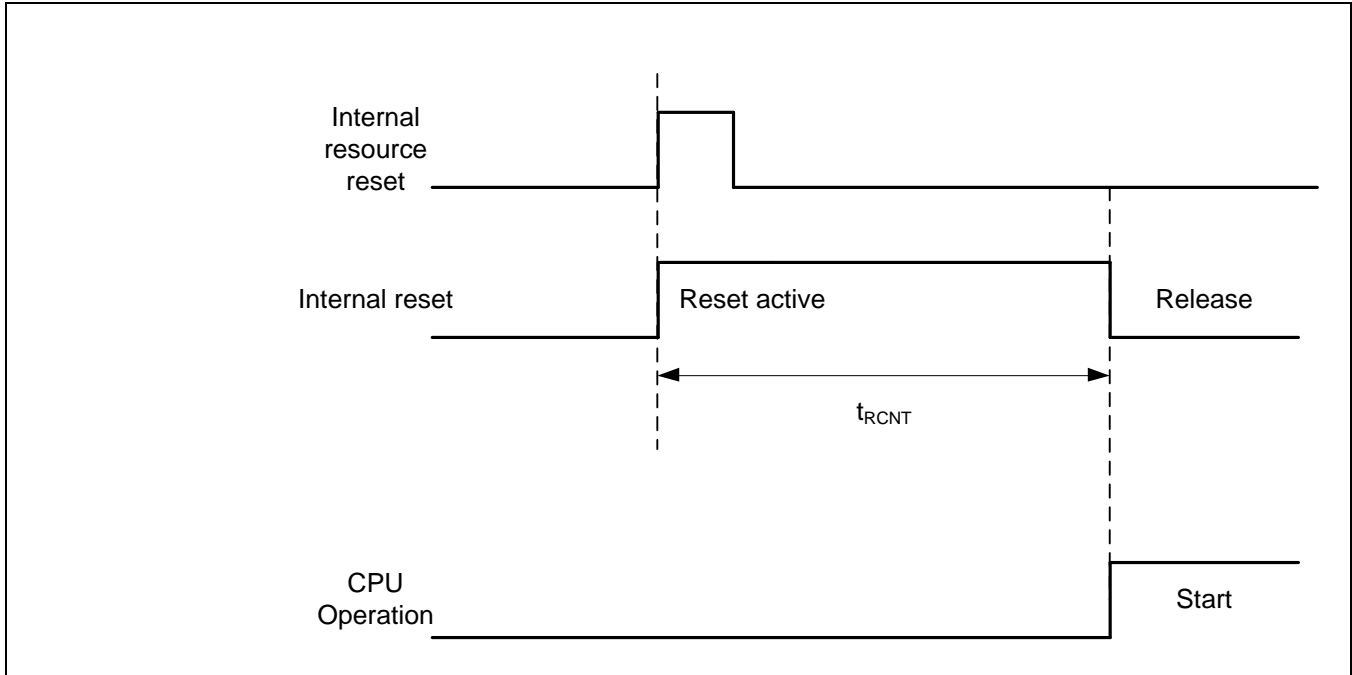 Internal
resource
reset
Internal reset
Reset active
Release
tRCNT
CPU
Operation
Start